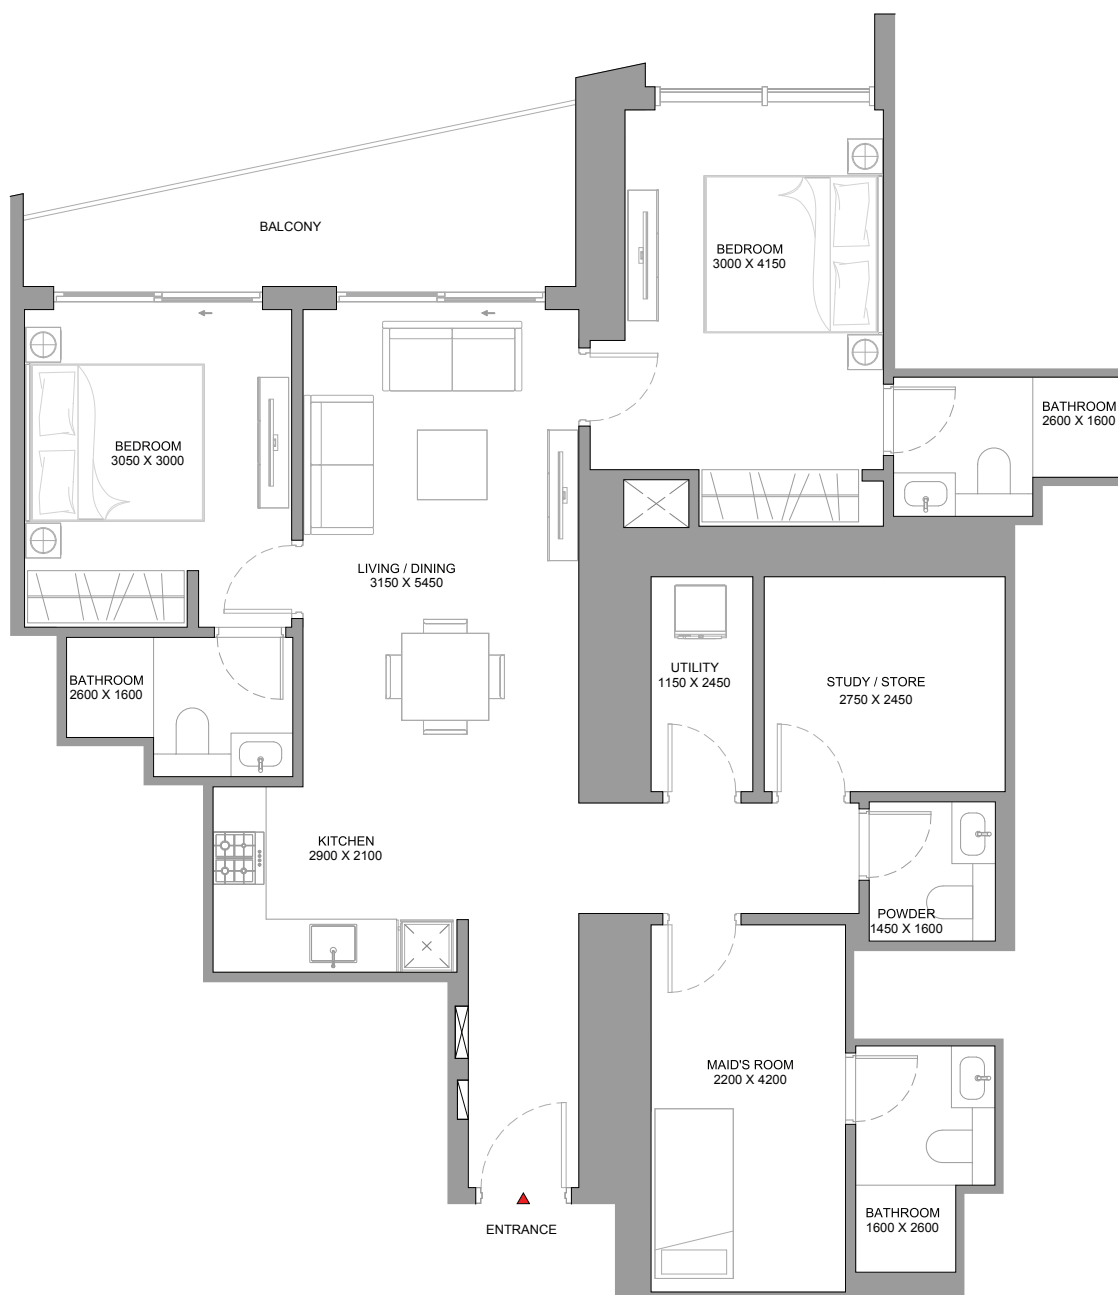 BALCONY
BEDROOM
3000 X 4150
BATHROOM
2600 X 1600
BEDROOM
3050 X 3000
LIVING / DINING
3150 X 5450
UTILITY
1150 X 2450
STUDY / STORE
2750 X 2450
BATHROOM
2600 X 1600
KITCHEN
2900 X 2100
POWDER
1450 X 1600
MAID'S ROOM
2200 X 4200
BATHROOM
1600 X 2600
ENTRANCE